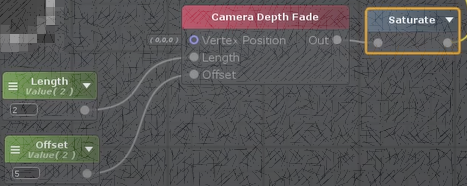 Camera Depth Fade
Saturate
(0,0,0)
Vertex Position
Out
Length
Offset
Length
Value( 2 )
2
Offset
Value( 2 )
5